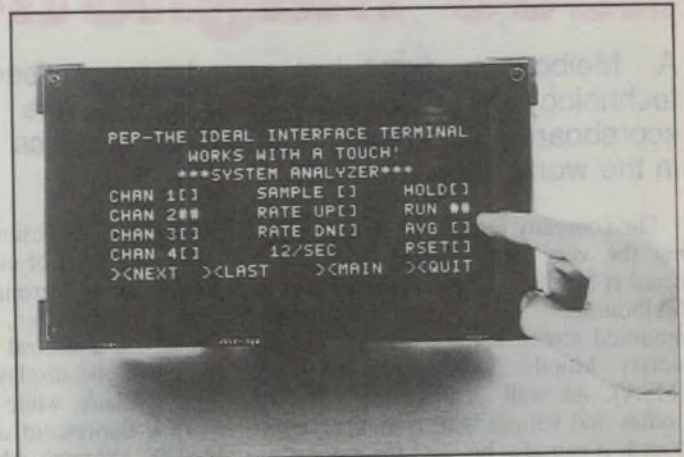 PEP-THE IDEAL INTERFACE TERMINAL
WORKS WITH A TOUCH!
***SYSTEM ANALYZER***
CHAN 1[] SAMPLE [] HOLD[]
CHAN 2## RATE UP[] RUN ##
CHAN 3[] RATE DN[] AVG []
CHAN 4[] 12/SEC RSET[]
><NEXT ><LAST ><MAIN ><QUIT